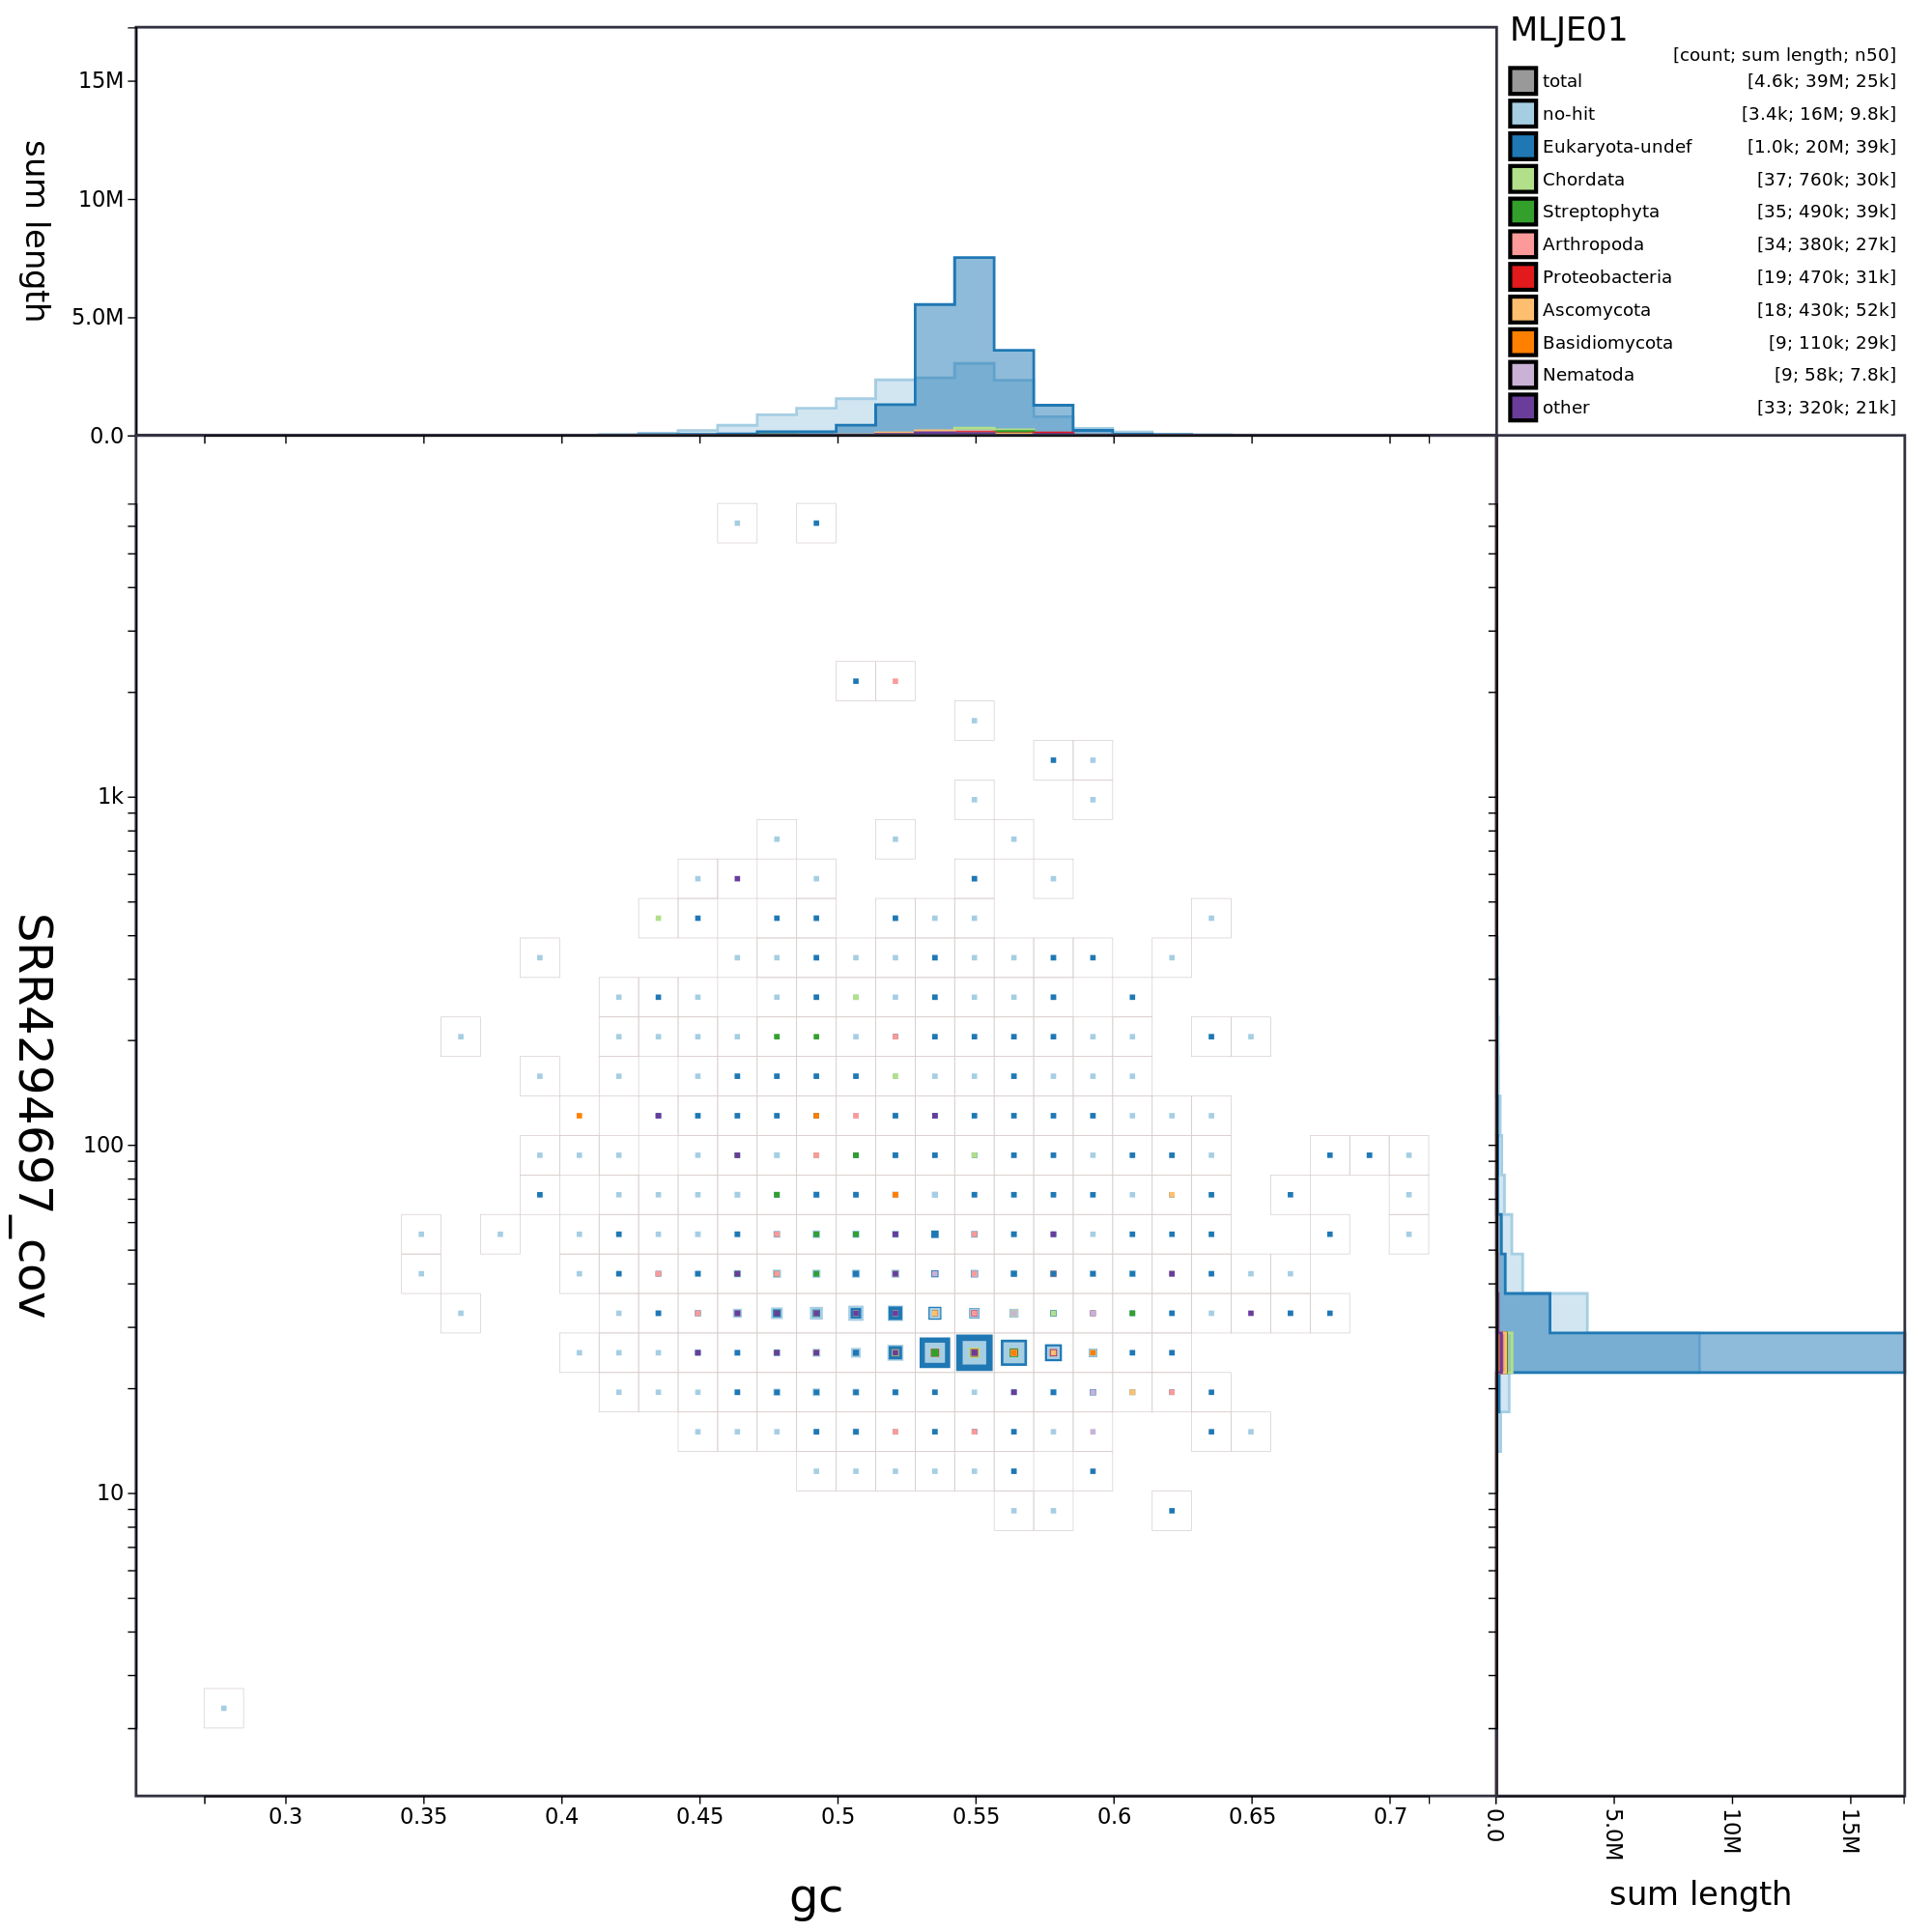 MLJE01
[count; sum length; n50]
total [4.6k; 39M; 25k]
no-hit [3.4k; 16M; 9.8k]
Eukaryota-undef [1.0k; 20M; 39k]
Chordata [37; 760k; 30k]
Streptophyta [35; 490k; 39k]
Arthropoda [34; 380k; 27k]
Proteobacteria [19; 470k; 31k]
Ascomycota [18; 430k; 52k]
Basidiomycota [9; 110k; 29k]
Nematoda [9; 58k; 7.8k]
other [33; 320k; 21k]
sum length
15M
10M
5.0M
0.0
SRR4294697_cov
1k
100
10
0.3 0.35 0.4 0.45 0.5 0.55 0.6 0.65 0.7
gc
0.0 5.0M 10M 15M
sum length